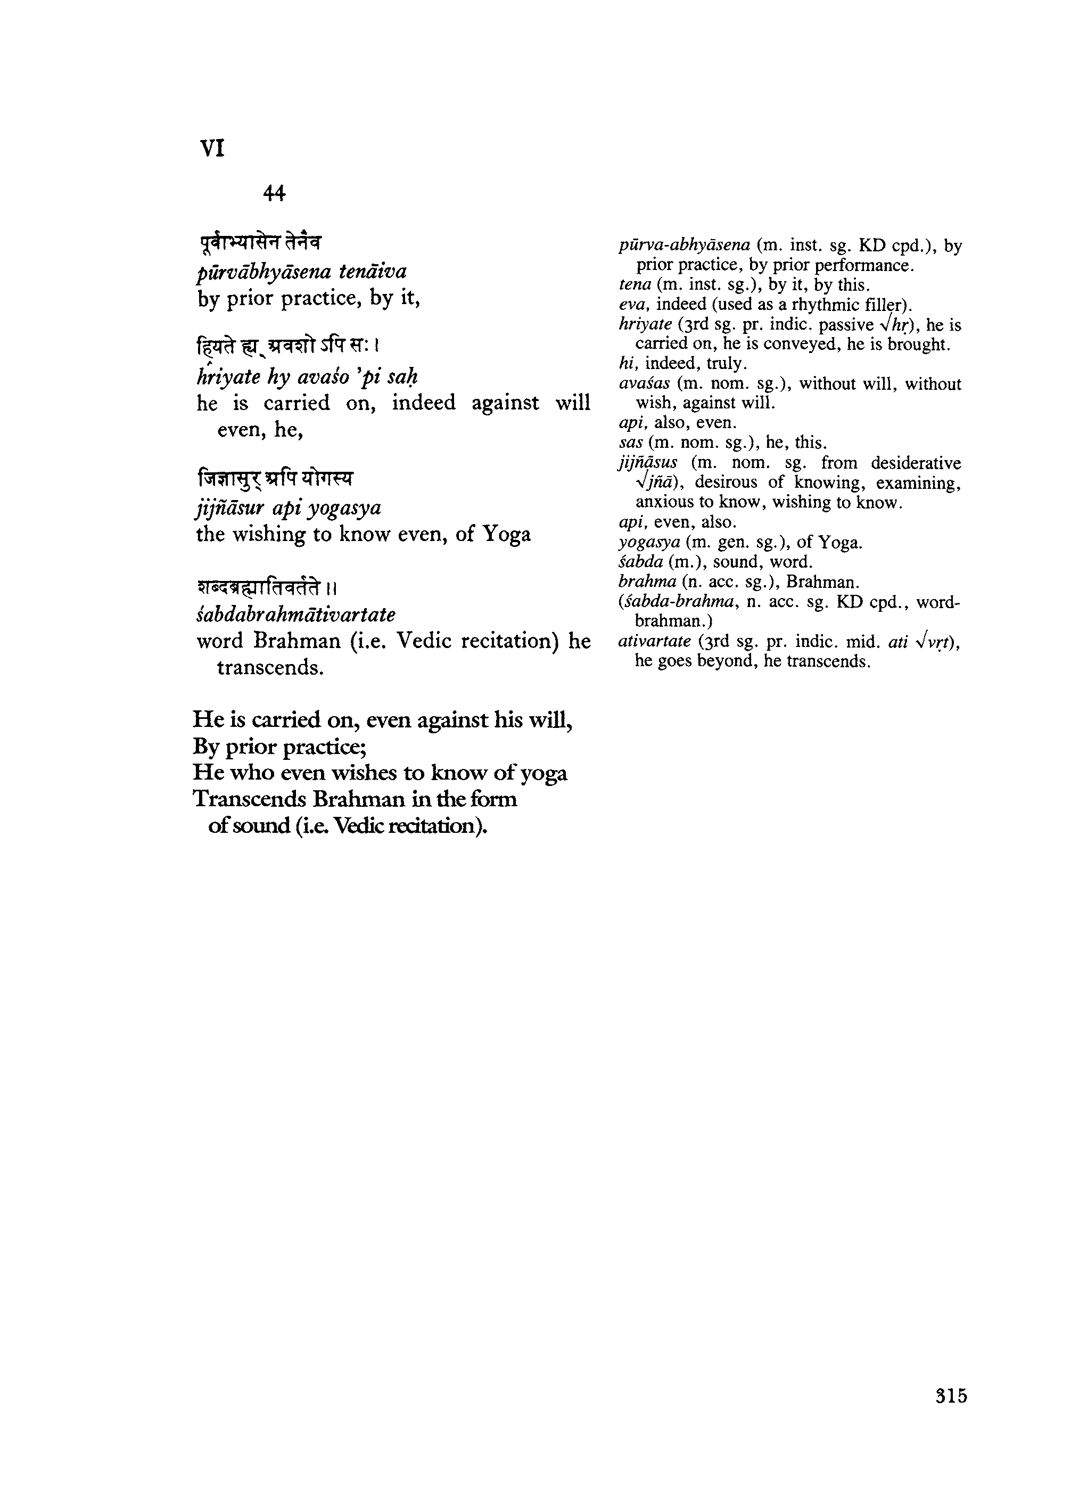 VI
44
पूर्वाभ्यासेन तेनैव
pūrvābhyāsena tenāiva
by prior practice, by it,
ह्रियते ह्य् अवशो ऽपि सः ।
hriyate hy avaśo 'pi saḥ
he is carried on, indeed against will
even, he,
जिज्ञासुर् अपि योगस्य
jijñāsur api yogasya
the wishing to know even, of Yoga
शब्दब्रह्मातिवर्तते ।।
śabdabrahmātivartate
word Brahman (i.e. Vedic recitation) he
transcends.
He is carried on, even against his will,
By prior practice;
He who even wishes to know of yoga
Transcends Brahman in the form
of sound (i.e. Vedic recitation).
pūrva-abhyāsena (m. inst. sg. KD cpd.), by
prior practice, by prior performance.
tena (m. inst. sg.), by it, by this.
eva, indeed (used as a rhythmic filler).
hriyate (3rd sg. pr. indic. passive √hṛ), he is
carried on, he is conveyed, he is brought.
hi, indeed, truly.
avaśas (m. nom. sg.), without will, without
wish, against will.
api, also, even.
sas (m. nom. sg.), he, this.
jijñāsus (m. nom. sg. from desiderative
√jñā), desirous of knowing, examining,
anxious to know, wishing to know.
api, even, also.
yogasya (m. gen. sg.), of Yoga.
śabda (m.), sound, word.
brahma (n. acc. sg.), Brahman.
(śabda-brahma, n. acc. sg. KD cpd., word-
brahman.)
ativartate (3rd sg. pr. indic. mid. ati √vṛt),
he goes beyond, he transcends.
315